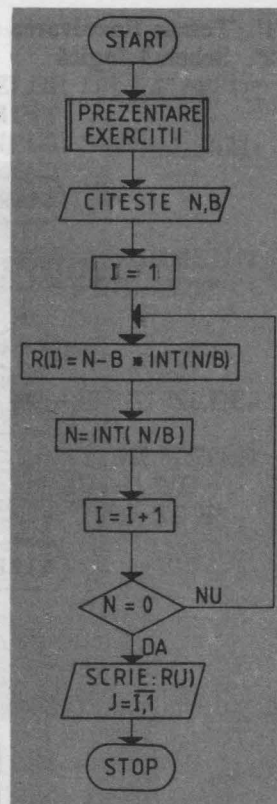 START
PREZENTARE
EXERCITII
CITESTE N,B
I = 1
R(I) = N-B * INT(N/B)
N=INT( N/B)
I = I+1
N = 0
NU
DA
SCRIE: R(J)
J=I,1
STOP